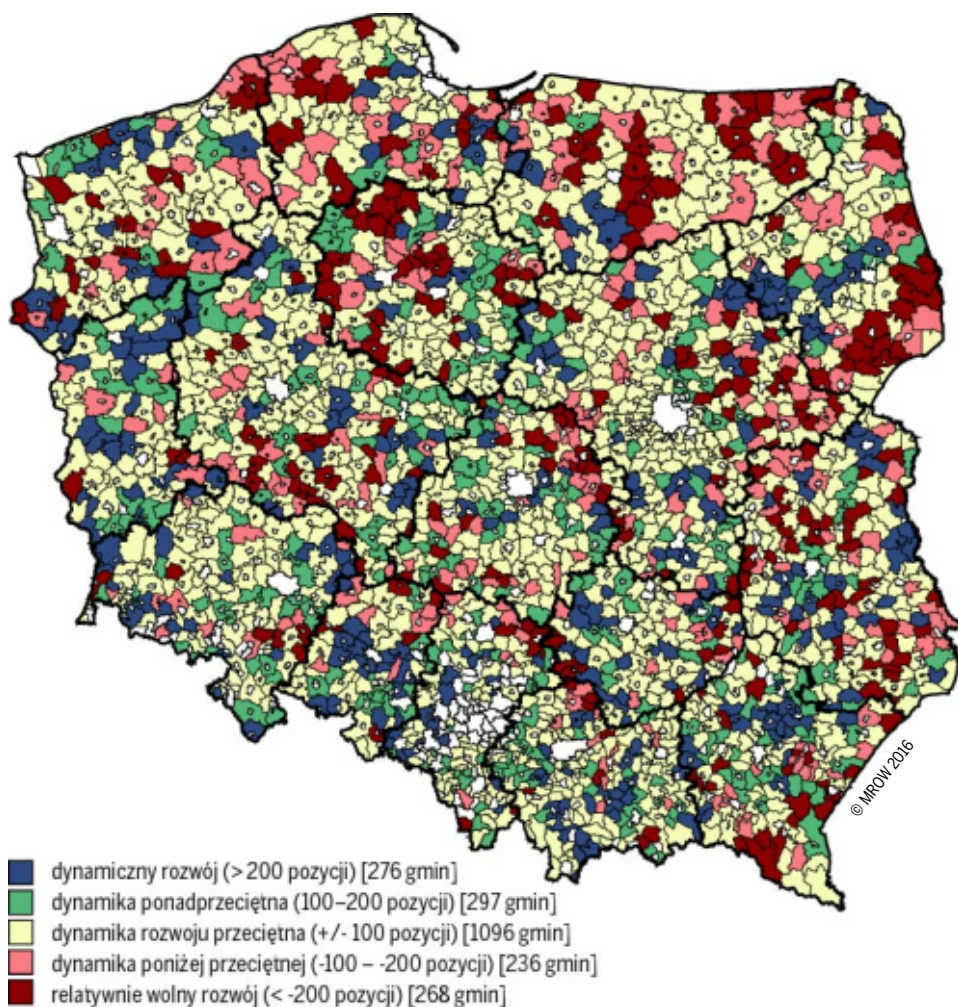 © MROW 2016
dynamiczny rozwój (> 200 pozycji) [276 gmin]
dynamika ponadprzeciętna (100–200 pozycji) [297 gmin]
dynamika rozwoju przeciętna (+/- 100 pozycji) [1096 gmin]
dynamika poniżej przeciętnej (-100 – -200 pozycji) [236 gmin]
relatywnie wolny rozwój (< -200 pozycji) [268 gmin]